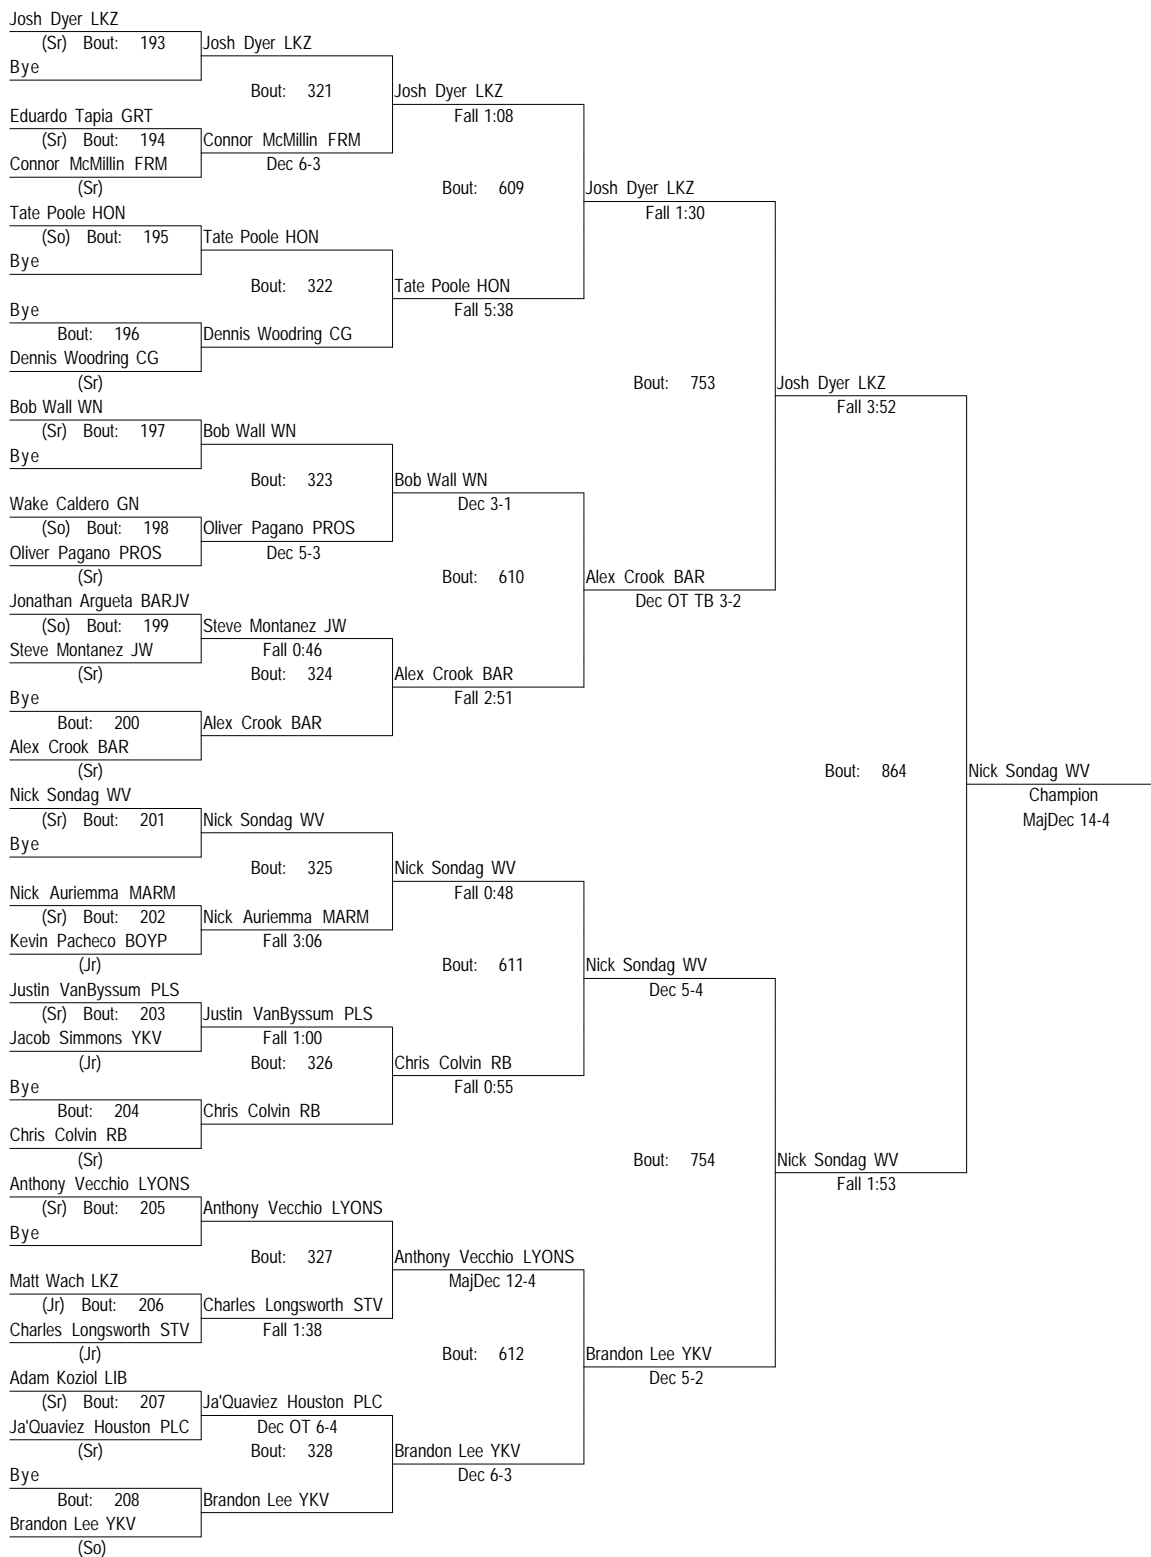 Josh Dyer LKZ
(Sr) Bout: 193 Josh Dyer LKZ
Bye
Bout: 321 Josh Dyer LKZ
Eduardo Tapia GRT Fall 1:08
(Sr) Bout: 194 Connor McMillin FRM
Connor McMillin FRM Dec 6-3
(Sr) Bout: 609 Josh Dyer LKZ
Tate Poole HON Fall 1:30
(So) Bout: 195 Tate Poole HON
Bye
Bout: 322 Tate Poole HON
Bye Fall 5:38
Bout: 196 Dennis Woodring CG
Dennis Woodring CG
(Sr) Bout: 753 Josh Dyer LKZ
Bob Wall WN Fall 3:52
(Sr) Bout: 197 Bob Wall WN
Bye
Bout: 323 Bob Wall WN
Wake Caldero GN Dec 3-1
(So) Bout: 198 Oliver Pagano PROS
Oliver Pagano PROS Dec 5-3
(Sr) Bout: 610 Alex Crook BAR
Jonathan Argueta BARJV Dec OT TB 3-2
(So) Bout: 199 Steve Montanez JW
Steve Montanez JW Fall 0:46
(Sr) Bout: 324 Alex Crook BAR
Bye Fall 2:51
Bout: 200 Alex Crook BAR
Alex Crook BAR
(Sr) Bout: 864 Nick Sondag WV
Nick Sondag WV Champion
(Sr) Bout: 201 Nick Sondag WV MajDec 14-4
Bye
Bout: 325 Nick Sondag WV
Nick Auriemma MARM Fall 0:48
(Sr) Bout: 202 Nick Auriemma MARM
Kevin Pacheco BOYP Fall 3:06
(Jr) Bout: 611 Nick Sondag WV
Justin VanByssum PLS Dec 5-4
(Sr) Bout: 203 Justin VanByssum PLS
Jacob Simmons YKV Fall 1:00
(Jr) Bout: 326 Chris Colvin RB
Bye Fall 0:55
Bout: 204 Chris Colvin RB
Chris Colvin RB
(Sr) Bout: 754 Nick Sondag WV
Anthony Vecchio LYONS Fall 1:53
(Sr) Bout: 205 Anthony Vecchio LYONS
Bye
Bout: 327 Anthony Vecchio LYONS
Matt Wach LKZ MajDec 12-4
(Jr) Bout: 206 Charles Longsworth STV
Charles Longsworth STV Fall 1:38
(Jr) Bout: 612 Brandon Lee YKV
Adam Koziol LIB Dec 5-2
(Sr) Bout: 207 Ja'Quaviez Houston PLC
Ja'Quaviez Houston PLC Dec OT 6-4
(Sr) Bout: 328 Brandon Lee YKV
Bye Dec 6-3
Bout: 208 Brandon Lee YKV
Brandon Lee YKV
(So)